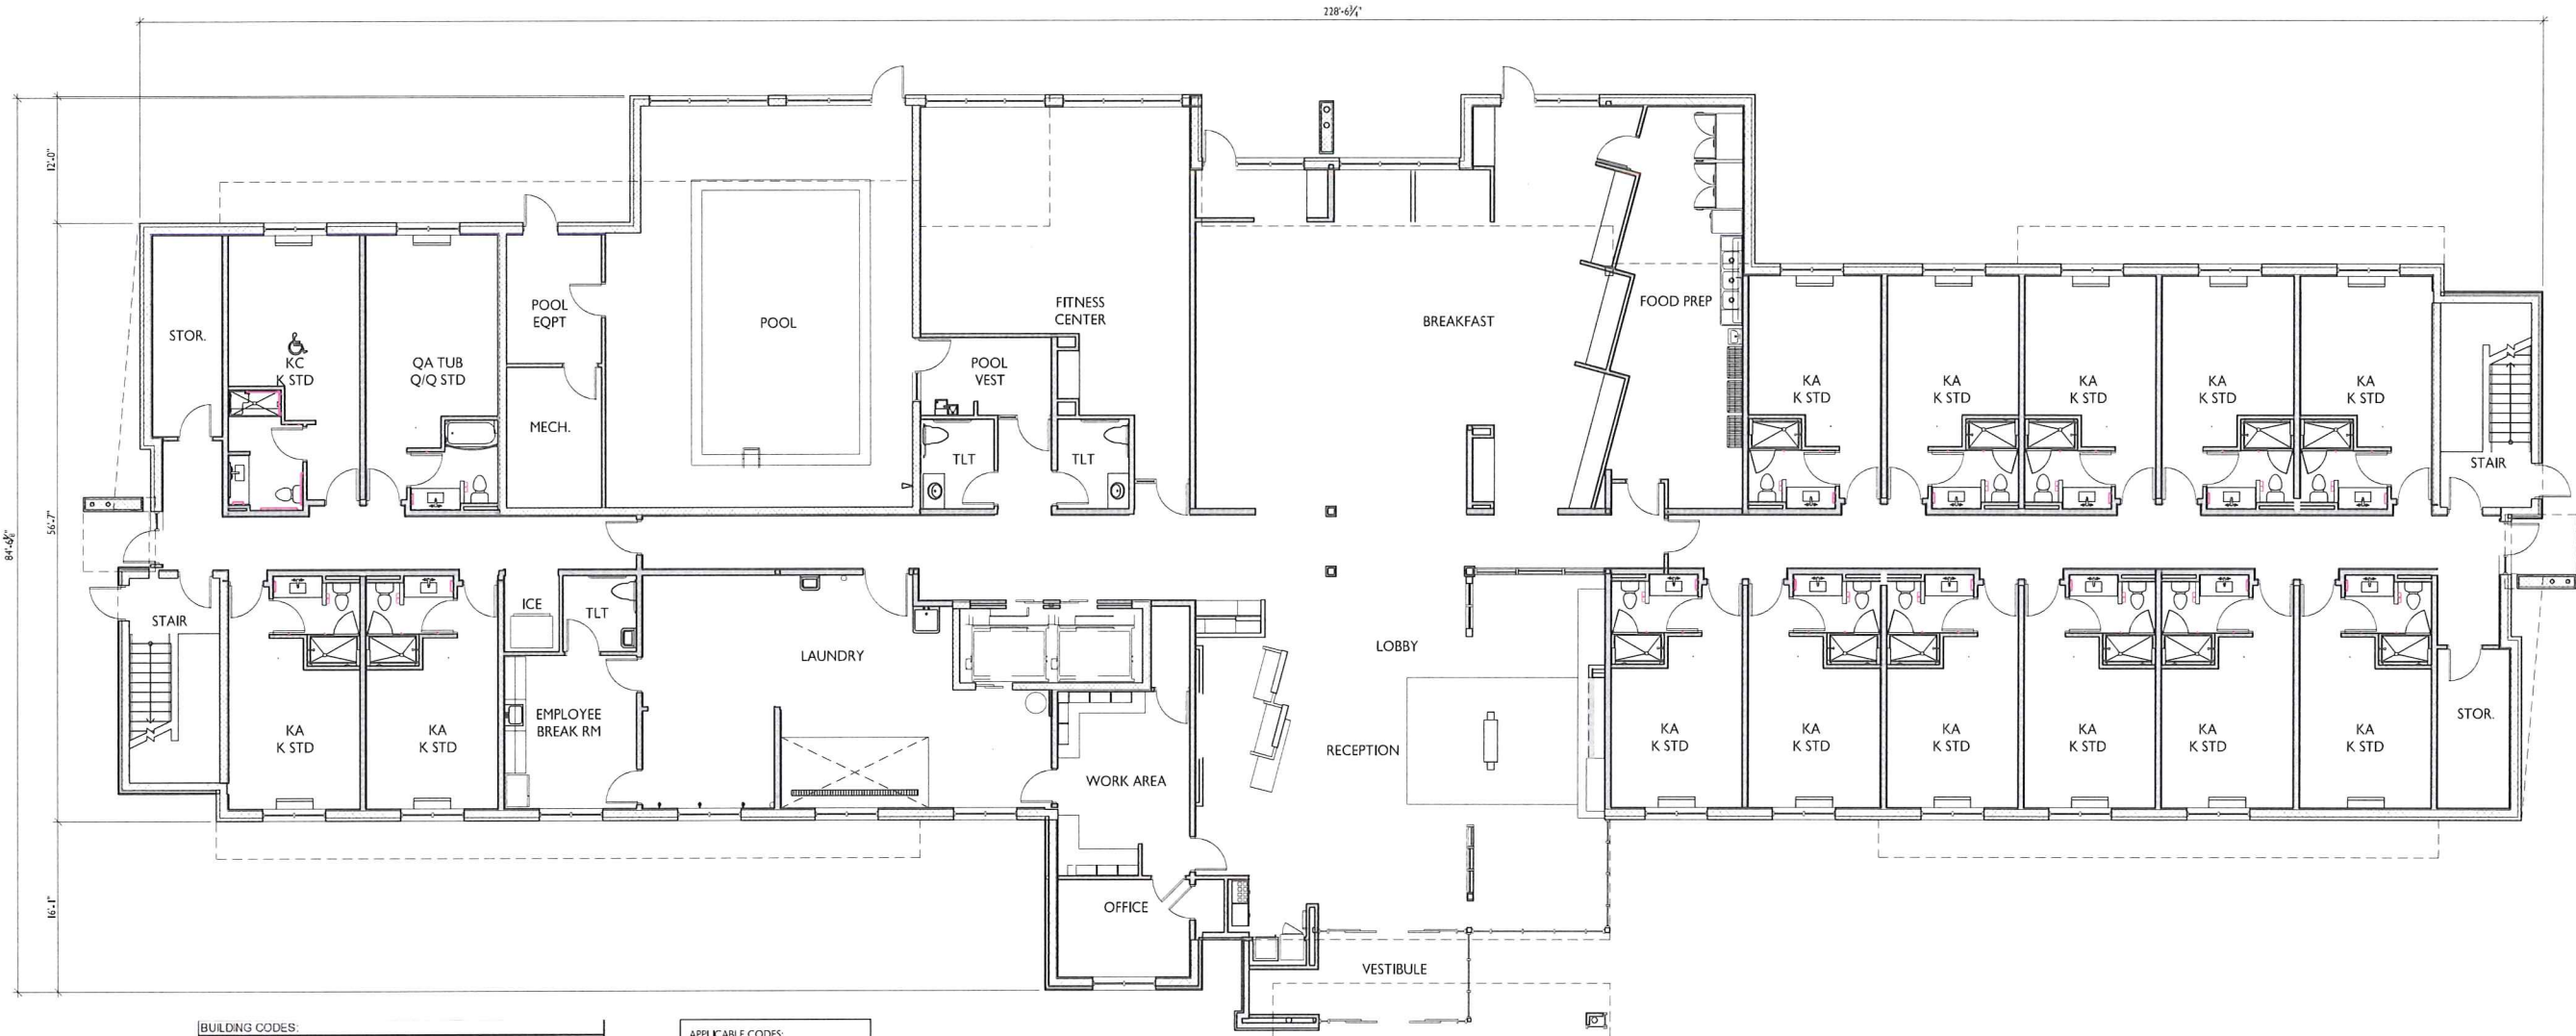 228'-6¾"
12'-0"
56'-7"
84'-6⅝"
16'-1"
STOR.
KC
K STD
QA TUB
Q/Q STD
POOL
EQPT
MECH.
POOL
FITNESS
CENTER
POOL
VEST
TLT
TLT
BREAKFAST
FOOD PREP
KA
K STD
KA
K STD
KA
K STD
KA
K STD
KA
K STD
STAIR
STAIR
KA
K STD
KA
K STD
ICE
TLT
EMPLOYEE
BREAK RM
LAUNDRY
WORK AREA
OFFICE
LOBBY
RECEPTION
VESTIBULE
KA
K STD
KA
K STD
KA
K STD
KA
K STD
KA
K STD
KA
K STD
STOR.
BUILDING CODES:
APPLICABLE CODES: